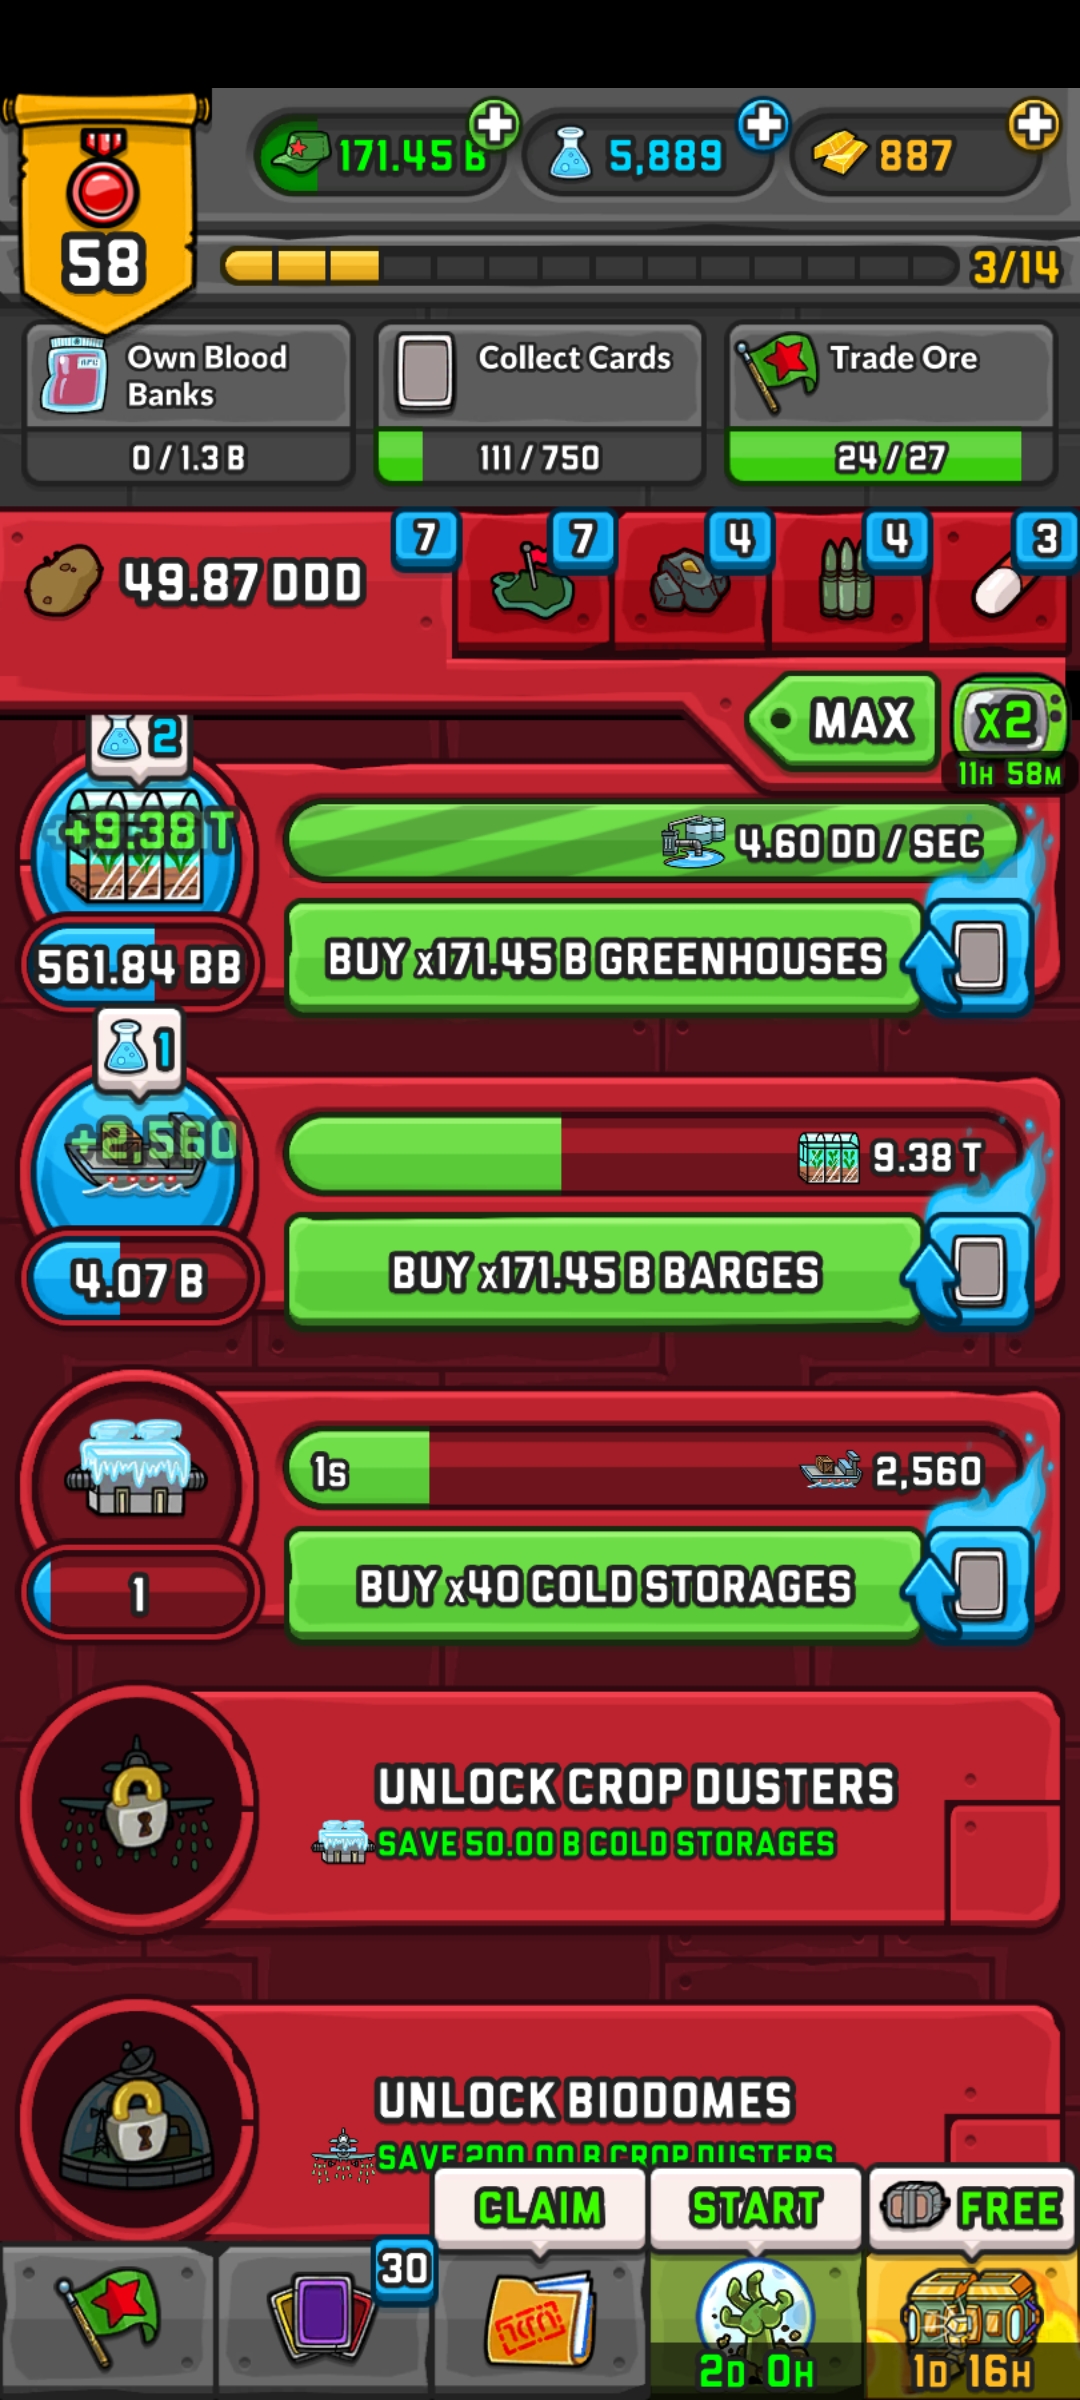 58
171.45 B
5,889
887
3/14
Own Blood
Banks
0 / 1.3 B
Collect Cards
111 / 750
Trade Ore
24 / 27
49.87 DDD
7
7
4
4
3
MAX
x2
11H 58M
2
+9.38 T
4.60 DD / SEC
561.84 BB
BUY x171.45 B GREENHOUSES
1
+2,560
9.38 T
4.07 B
BUY x171.45 B BARGES
1s
2,560
1
BUY x40 COLD STORAGES
UNLOCK CROP DUSTERS
SAVE 50.00 B COLD STORAGES
UNLOCK BIODOMES
SAVE 200.00 B CROP DUSTERS
CLAIM
START
FREE
30
2D 0H
1D 16H